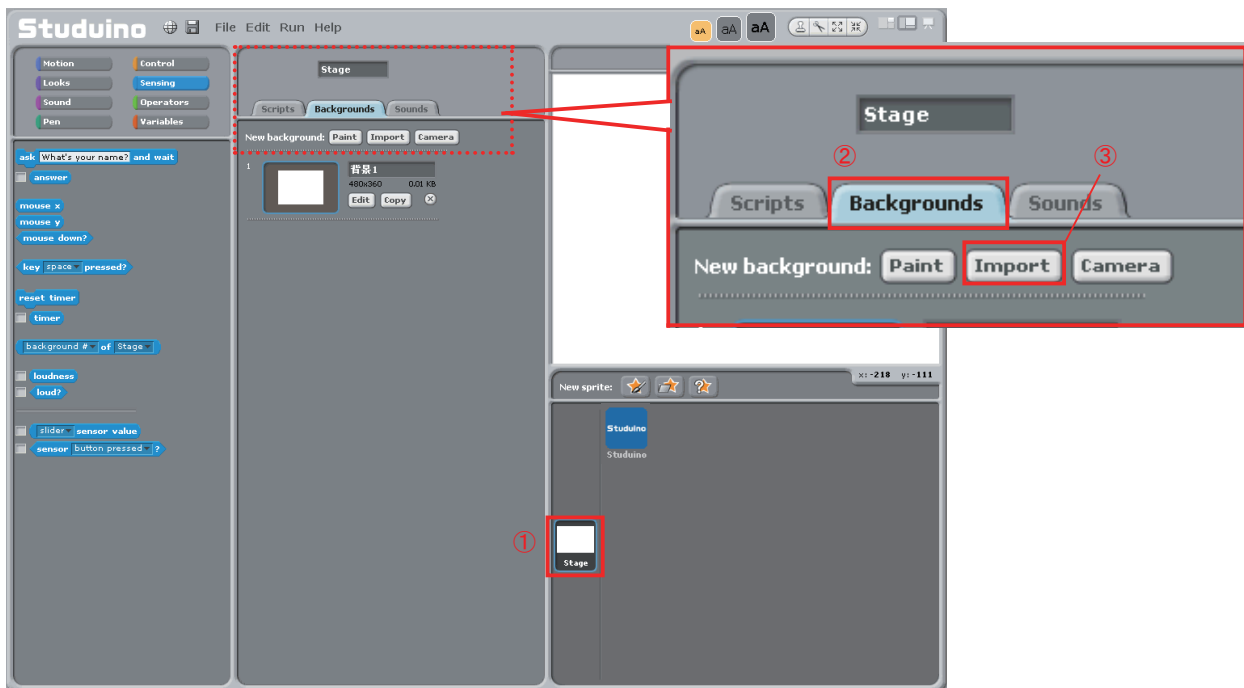 Studuino File Edit Run Help
aA aA aA
Motion Control
Looks Sensing
Sound Operators
Pen Variables
ask What's your name? and wait
answer
mouse x
mouse y
mouse down?
key space pressed?
reset timer
timer
background # of Stage
loudness
loud?
slider sensor value
sensor button pressed ?
Stage
Scripts Backgrounds Sounds
New background: Paint Import Camera
1 背景1
480x360 0.01 KB
Edit Copy
Stage
② ③
Scripts Backgrounds Sounds
New background: Paint Import Camera
x: -218 y: -111
New sprite:
Studuino
Studuino
①
Stage